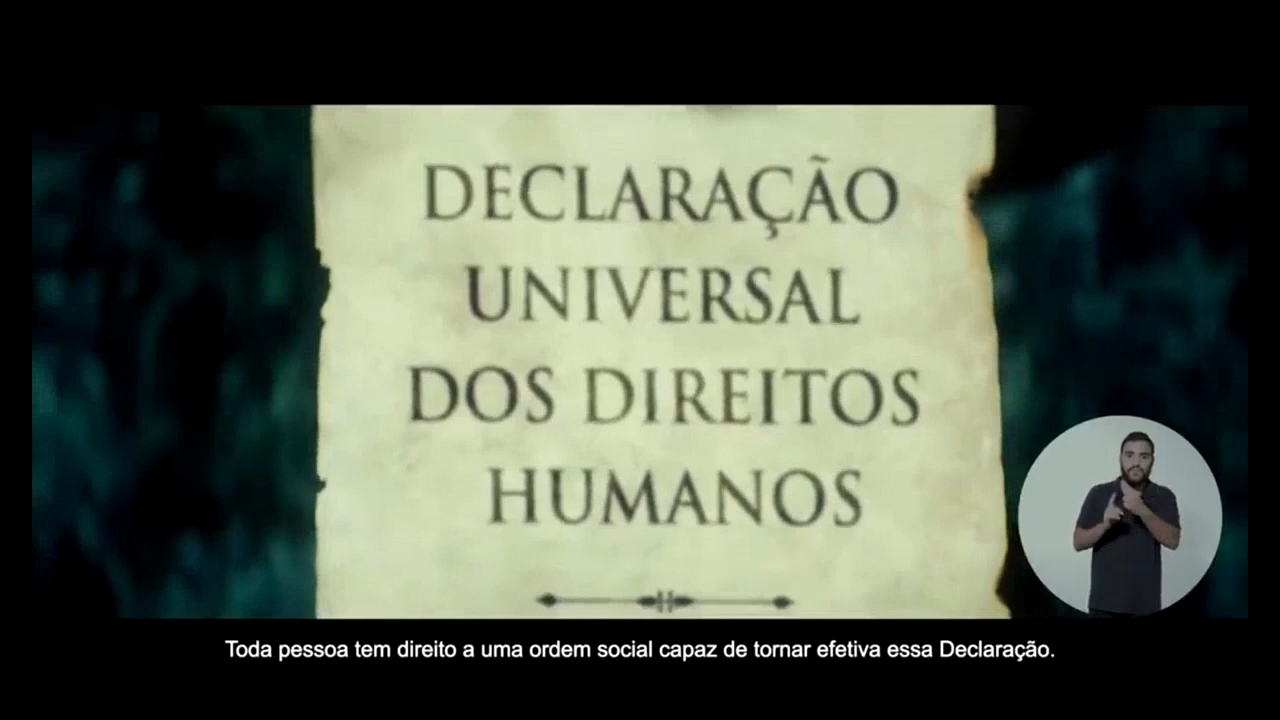 DECLARAÇÃO
UNIVERSAL
DOS DIREITOS
HUMANOS
Toda pessoa tem direito a uma ordem social capaz de tornar efetiva essa Declaração.